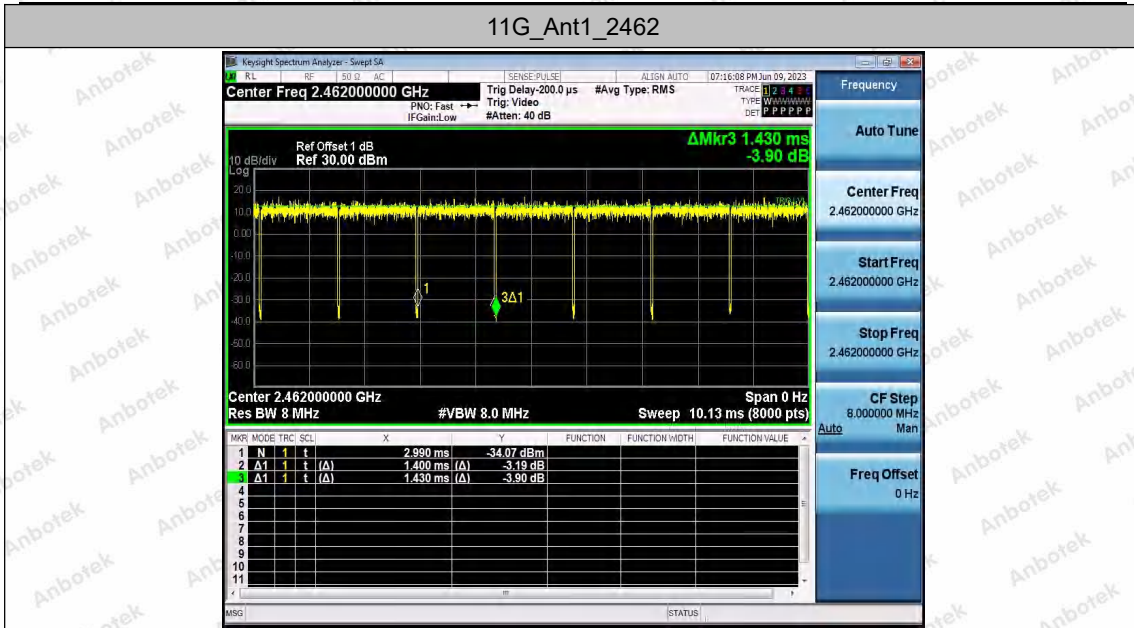 11G_Ant1_2462
Keysight Spectrum Analyzer - Swept SA
RL RF 50 Ω AC SENSE:PULSE ALIGN AUTO 07:16:08 PM Jun 09, 2023
Center Freq 2.462000000 GHz
PNO: Fast
IFGain:Low
Trig Delay-200.0 µs
Trig: Video
#Atten: 40 dB
#Avg Type: RMS
TRACE 1 2 3 4 5 6
TYPE WWWWWW
DET P P P P P P
ΔMkr3 1.430 ms
-3.90 dB
Ref Offset 1 dB
10 dB/div Ref 30.00 dBm
Log
20.0
10.0
0.00
-10.0
-20.0
-30.0
-40.0
-50.0
-60.0
1
3Δ1
Center 2.462000000 GHz Span 0 Hz
Res BW 8 MHz #VBW 8.0 MHz Sweep 10.13 ms (8000 pts)
MKR MODE TRC SCL X Y FUNCTION FUNCTION WIDTH FUNCTION VALUE
1 N 1 t 2.990 ms -34.07 dBm
2 Δ1 1 t (Δ) 1.400 ms (Δ) -3.19 dB
3 Δ1 1 t (Δ) 1.430 ms (Δ) -3.90 dB
4
5
6
7
8
9
10
11
MSG STATUS
Frequency
Auto Tune
Center Freq
2.462000000 GHz
Start Freq
2.462000000 GHz
Stop Freq
2.462000000 GHz
CF Step
8.000000 MHz
Auto Man
Freq Offset
0 Hz
Anbotek